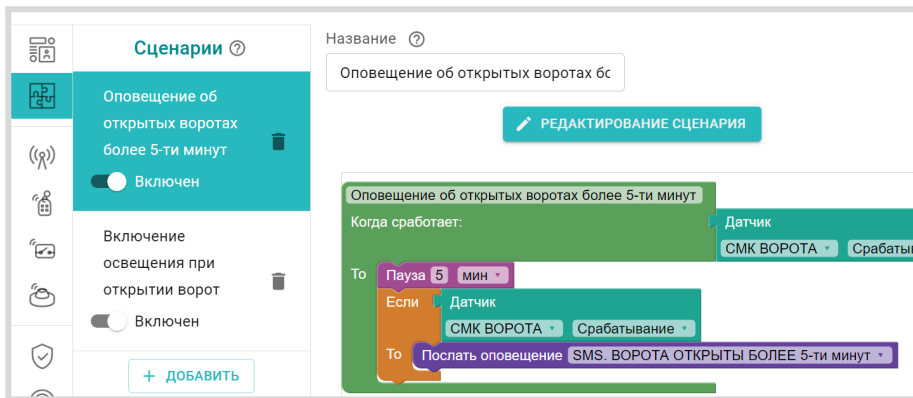 Сценарии
Оповещение об
открытых воротах
более 5-ти минут
Включен
Включение
освещения при
открытии ворот
Включен
+ ДОБАВИТЬ
Название
Оповещение об открытых воротах бо
РЕДАКТИРОВАНИЕ СЦЕНАРИЯ
Оповещение об открытых воротах более 5-ти минут
Когда сработает: Датчик
СМК ВОРОТА Срабаты
То Пауза 5 мин
Если Датчик
СМК ВОРОТА Срабатывание
То Послать оповещение SMS. ВОРОТА ОТКРЫТЫ БОЛЕЕ 5-ти минут